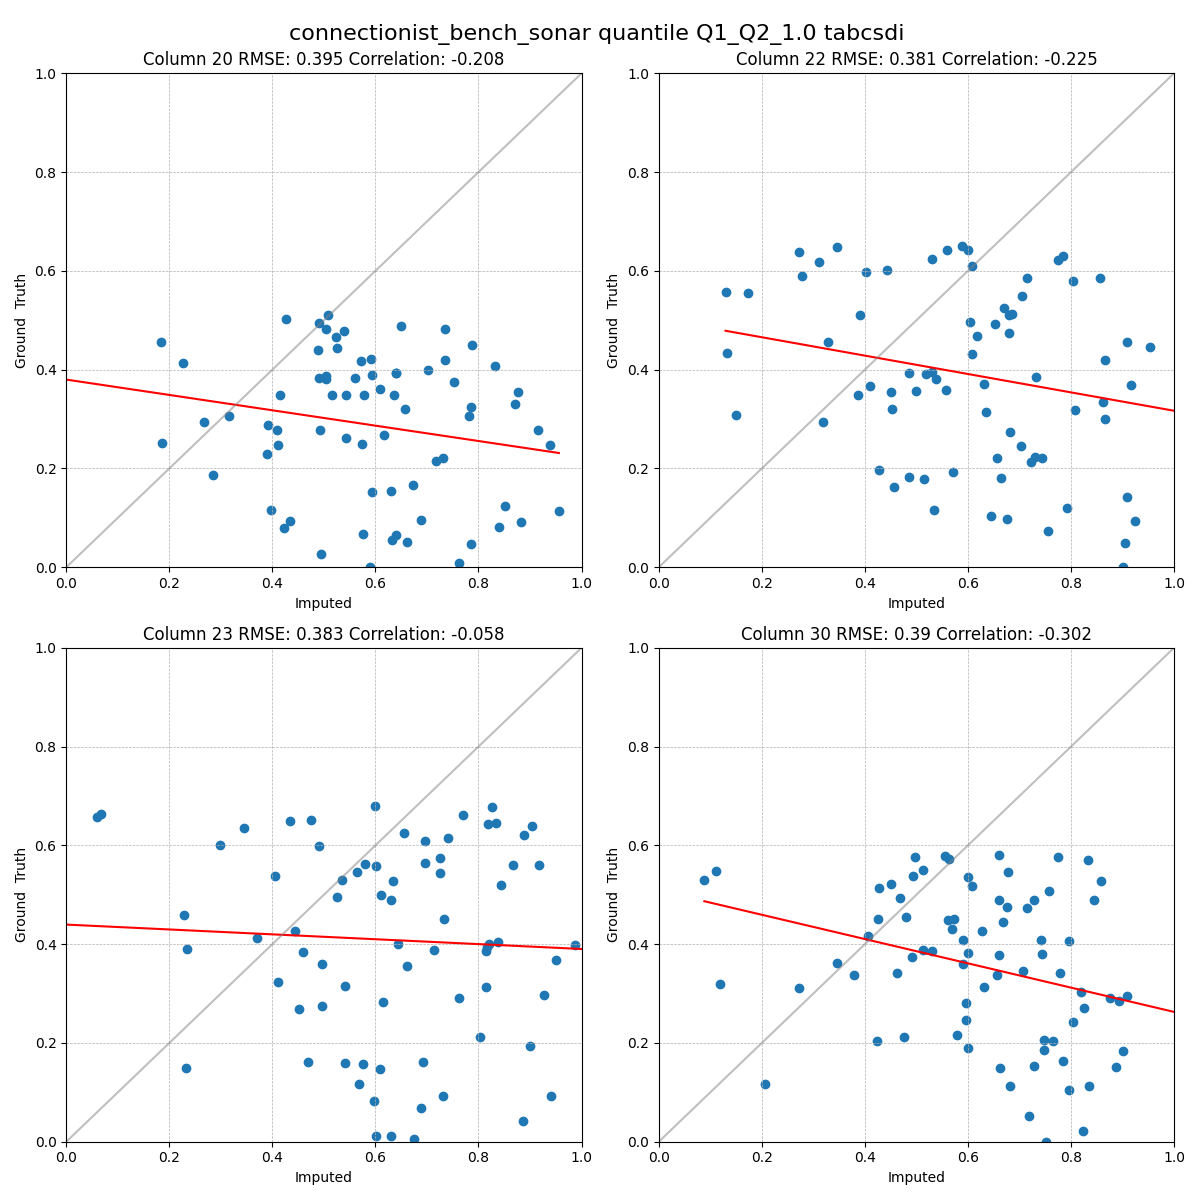 connectionist_bench_sonar quantile Q1_Q2_1.0 tabcsdi
Column 20 RMSE: 0.395 Correlation: -0.208
Column 22 RMSE: 0.381 Correlation: -0.225
1.0
0.8
0.6
0.4
0.2
0.0
Ground Truth
0.0 0.2 0.4 0.6 0.8 1.0
Imputed
1.0
0.8
0.6
0.4
0.2
0.0
Ground Truth
0.0 0.2 0.4 0.6 0.8 1.0
Imputed
Column 23 RMSE: 0.383 Correlation: -0.058
Column 30 RMSE: 0.39 Correlation: -0.302
1.0
0.8
0.6
0.4
0.2
0.0
Ground Truth
0.0 0.2 0.4 0.6 0.8 1.0
Imputed
1.0
0.8
0.6
0.4
0.2
0.0
Ground Truth
0.0 0.2 0.4 0.6 0.8 1.0
Imputed